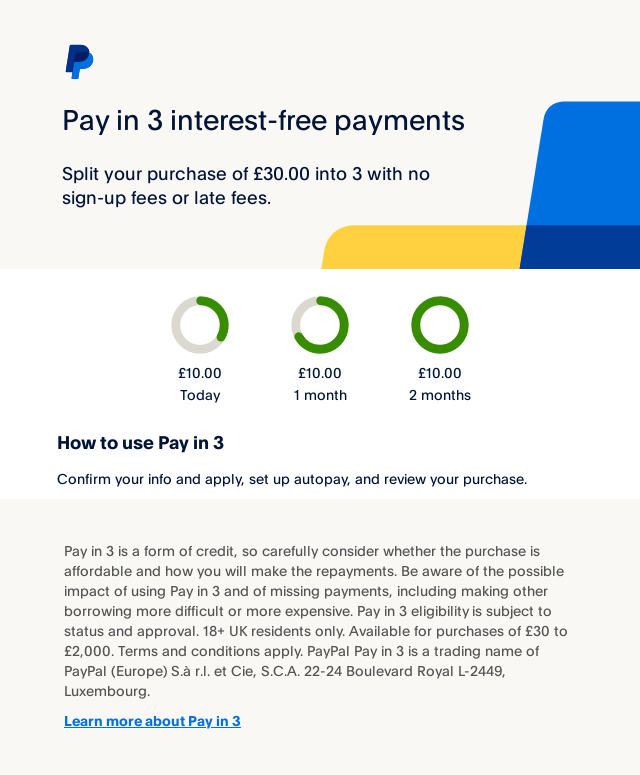 Pay in 3 interest-free payments
Split your purchase of £30.00 into 3 with no
sign-up fees or late fees.
£10.00 £10.00 £10.00
Today 1 month 2 months
How to use Pay in 3
Confirm your info and apply, set up autopay, and review your purchase.
Pay in 3 is a form of credit, so carefully consider whether the purchase is
affordable and how you will make the repayments. Be aware of the possible
impact of using Pay in 3 and of missing payments, including making other
borrowing more difficult or more expensive. Pay in 3 eligibility is subject to
status and approval. 18+ UK residents only. Available for purchases of £30 to
£2,000. Terms and conditions apply. PayPal Pay in 3 is a trading name of
PayPal (Europe) S.à r.l. et Cie, S.C.A. 22-24 Boulevard Royal L-2449,
Luxembourg.
Learn more about Pay in 3